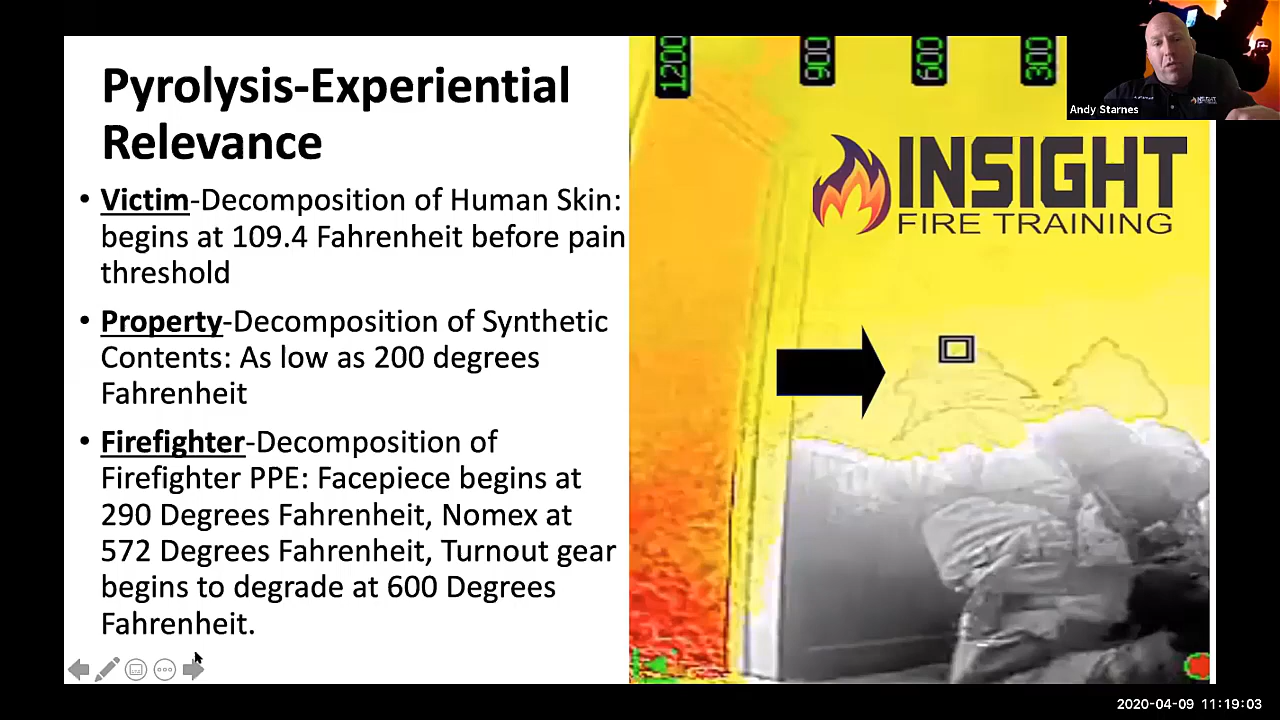 Pyrolysis-Experiential
Relevance
• Victim-Decomposition of Human Skin:
begins at 109.4 Fahrenheit before pain
threshold
• Property-Decomposition of Synthetic
Contents: As low as 200 degrees
Fahrenheit
• Firefighter-Decomposition of
Firefighter PPE: Facepiece begins at
290 Degrees Fahrenheit, Nomex at
572 Degrees Fahrenheit, Turnout gear
begins to degrade at 600 Degrees
Fahrenheit.
1200
900
600
300
INSIGHT
FIRE TRAINING
Andy Starnes
2020-04-09 11:19:03